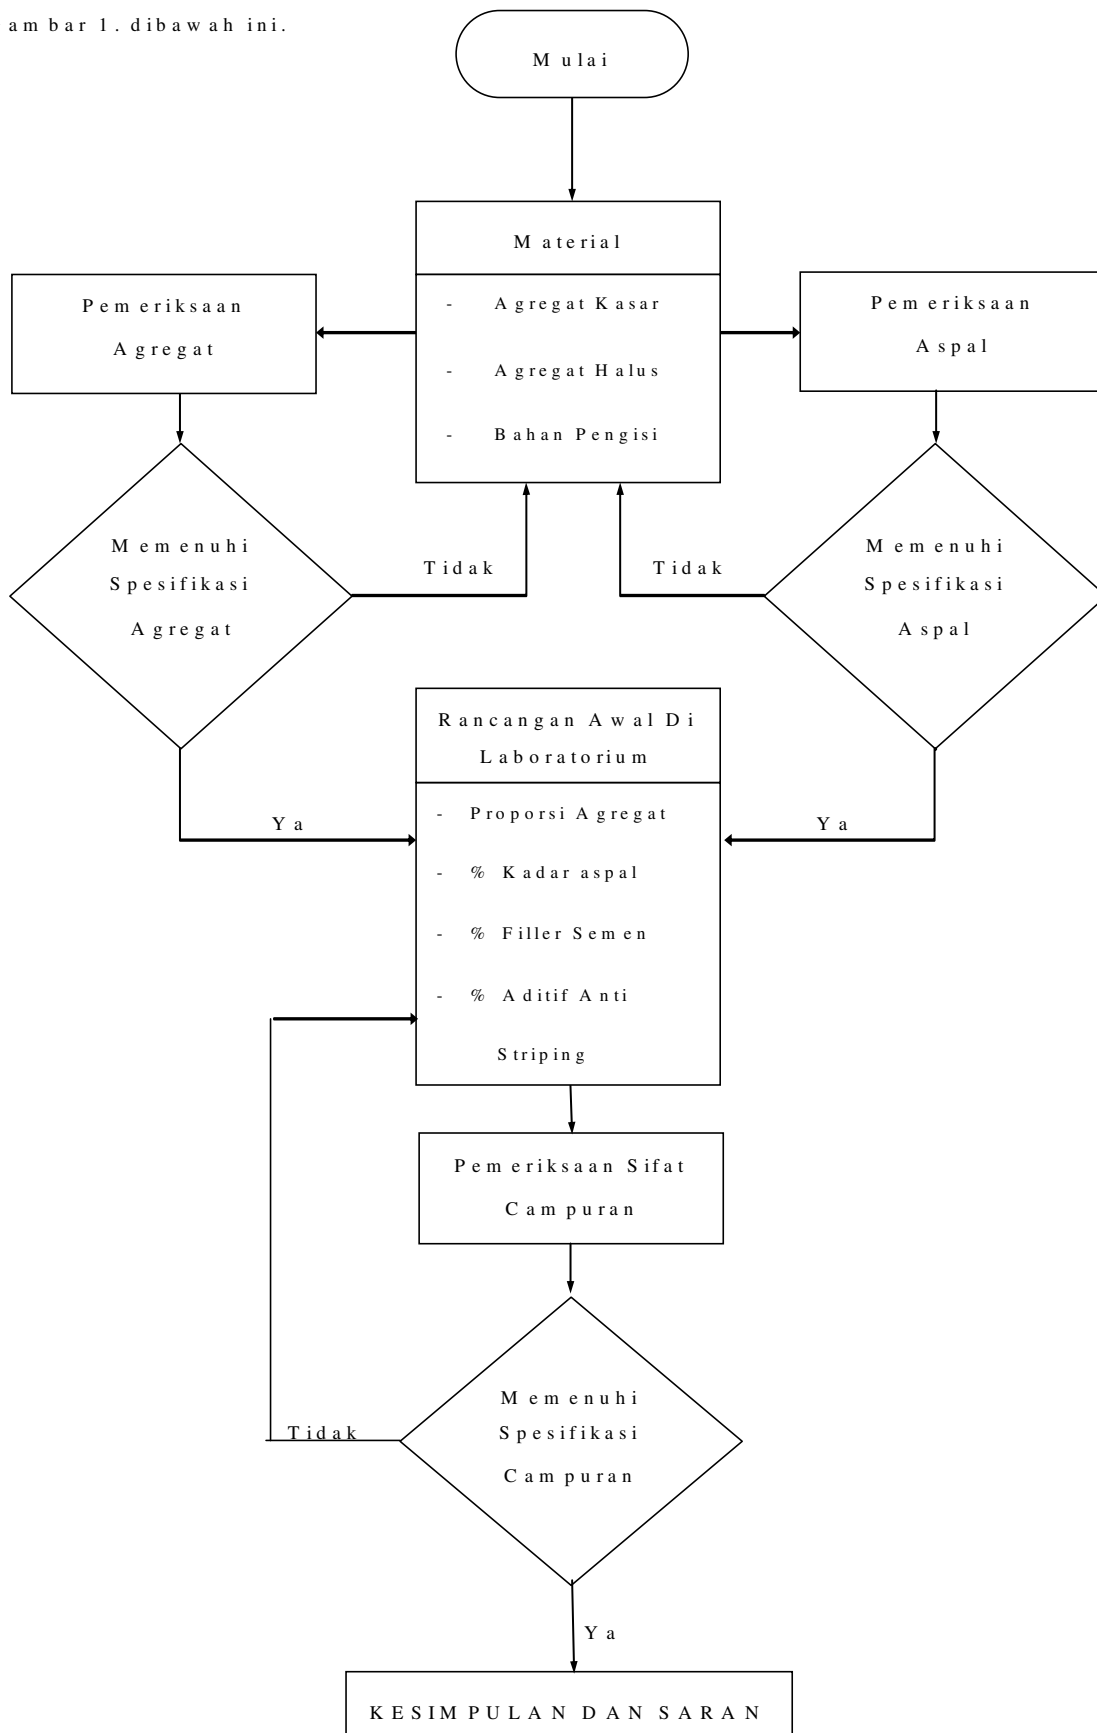 ambar 1. dibawah ini.
Mulai
Material
- Agregat Kasar
- Agregat Halus
- Bahan Pengisi
Pemeriksaan
Agregat
Pemeriksaan
Aspal
Memenuhi
Spesifikasi
Agregat
Tidak
Tidak
Memenuhi
Spesifikasi
Aspal
Rancangan Awal Di
Laboratorium
- Proporsi Agregat
- % Kadar aspal
- % Filler Semen
- % Aditif Anti
Striping
Ya
Ya
Pemeriksaan Sifat
Campuran
Memenuhi
Spesifikasi
Campuran
Tidak
Ya
KESIMPULAN DAN SARAN